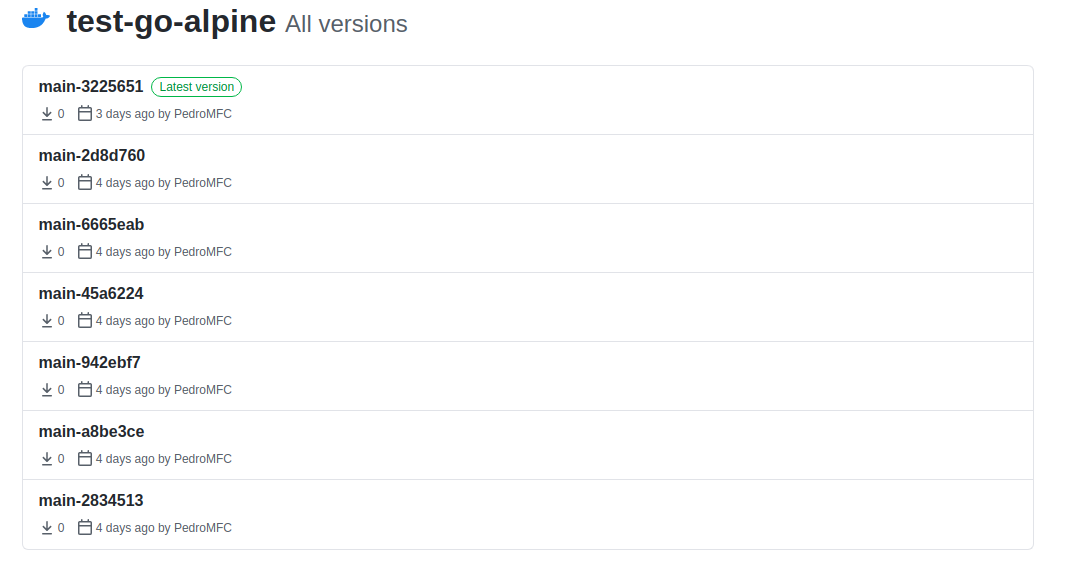 test-go-alpine All versions
main-3225651 Latest version
0 3 days ago by PedroMFC
main-2d8d760
0 4 days ago by PedroMFC
main-6665eab
0 4 days ago by PedroMFC
main-45a6224
0 4 days ago by PedroMFC
main-942ebf7
0 4 days ago by PedroMFC
main-a8be3ce
0 4 days ago by PedroMFC
main-2834513
0 4 days ago by PedroMFC